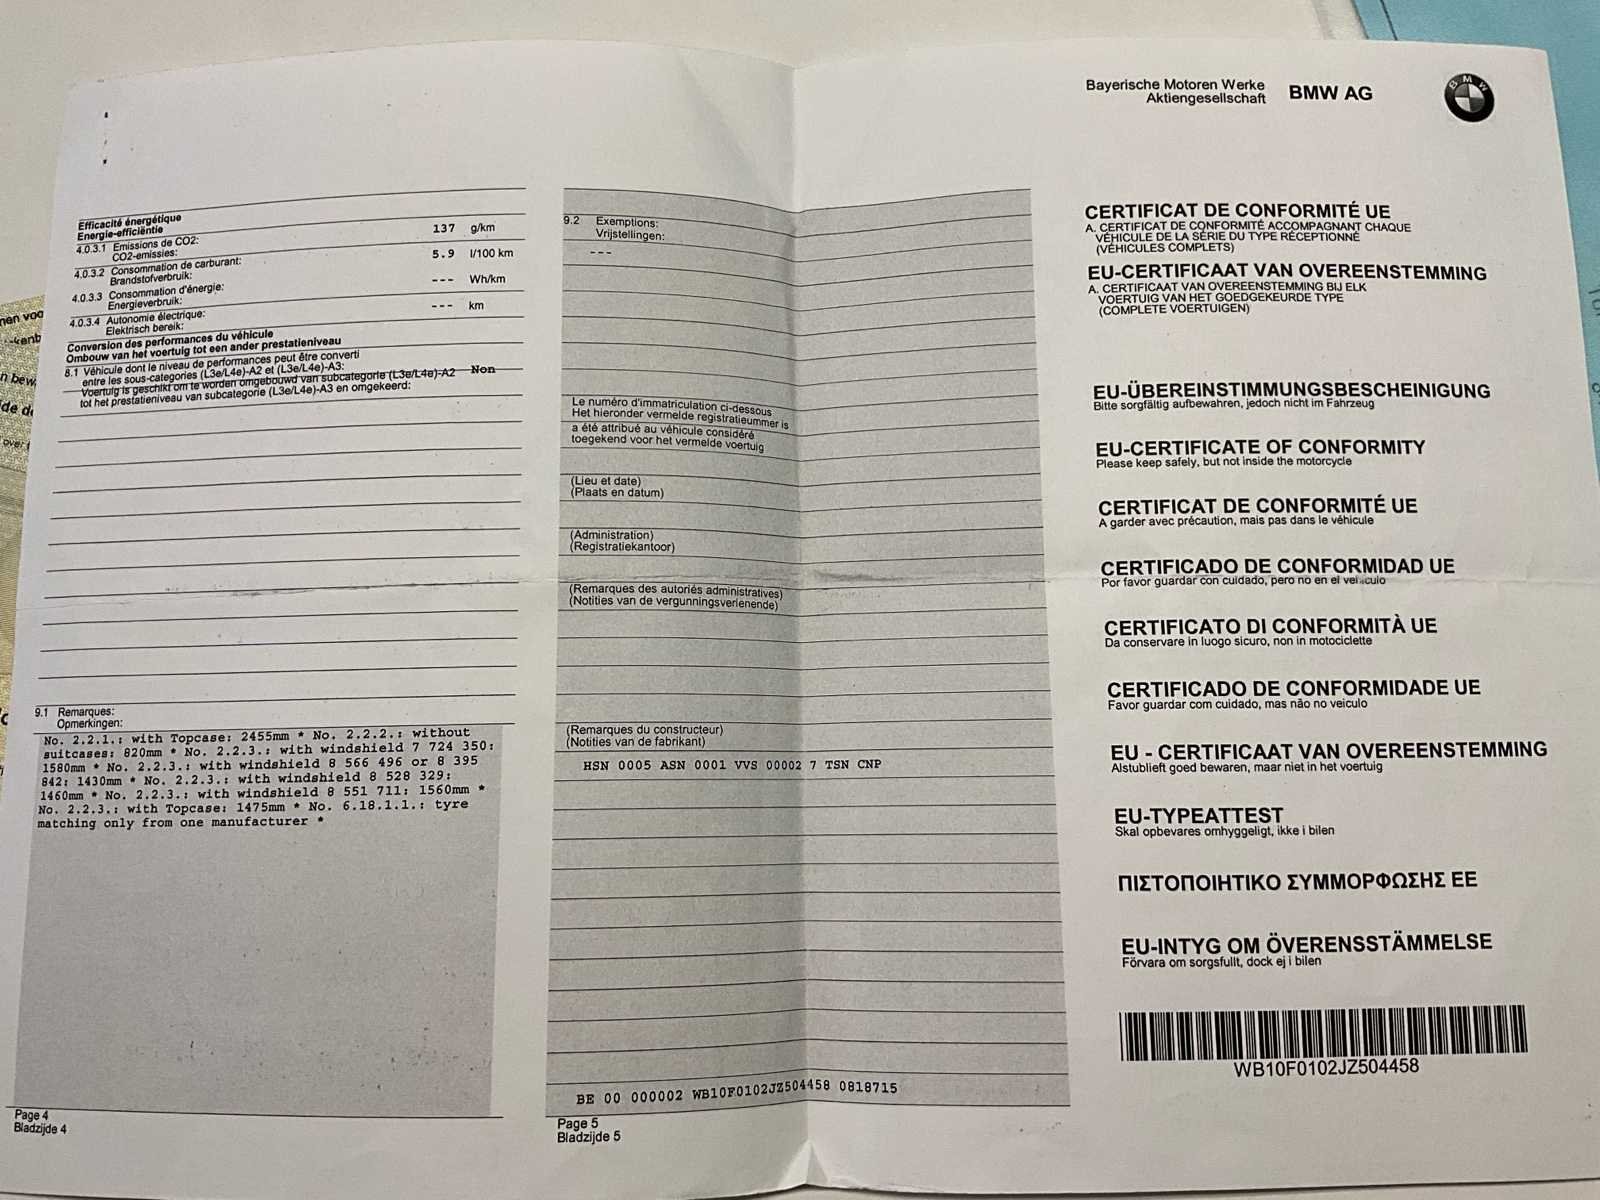 Efficacité énergétique
Energie-efficiëntie
4.0.3.1 Emissions de CO2: 137 g/km
CO2-emissies:
4.0.3.2 Consommation de carburant: 5.9 l/100 km
Brandstofverbruik:
4.0.3.3 Consommation d'énergie: --- Wh/km
Energieverbruik:
4.0.3.4 Autonomie électrique: --- km
Elektrisch bereik:
Conversion des performances du véhicule
Ombouw van het voertuig tot een ander prestatieniveau
8.1 Véhicule dont le niveau de performances peut être converti
entre les sous-categories (L3e/L4e)-A2 et (L3e/L4e)-A3: Non
Voertuig is geschikt om te worden omgebouwd van subcategorie (L3e/L4e)-A2
tot het prestatieniveau van subcategorie (L3e/L4e)-A3 en omgekeerd:
9.1 Remarques:
Opmerkingen:
No. 2.2.1.: with Topcase: 2455mm * No. 2.2.2.: without
suitcases: 820mm * No. 2.2.3.: with windshield 7 724 350:
1580mm * No. 2.2.3.: with windshield 8 566 496 or 8 395
842: 1430mm * No. 2.2.3.: with windshield 8 528 329:
1460mm * No. 2.2.3.: with windshield 8 551 711: 1560mm *
No. 2.2.3.: with Topcase: 1475mm * No. 6.18.1.1.: tyre
matching only from one manufacturer *
Page 4
Bladzijde 4
9.2 Exemptions:
Vrijstellingen:
---
Le numéro d'immatriculation ci-dessous
Het hieronder vermelde registratieummer is
a été attribué au véhicule considéré
toegekend voor het vermelde voertuig
(Lieu et date)
(Plaats en datum)
(Administration)
(Registratiekantoor)
(Remarques des autoriés administratives)
(Notities van de vergunningsverlenende)
(Remarques du constructeur)
(Notities van de fabrikant)
HSN 0005 ASN 0001 VVS 00002 7 TSN CNP
BE 00 000002 WB10F0102JZ504458 0818715
Page 5
Bladzijde 5
Bayerische Motoren Werke
Aktiengesellschaft BMW AG
BMW
CERTIFICAT DE CONFORMITÉ UE
A. CERTIFICAT DE CONFORMITÉ ACCOMPAGNANT CHAQUE
VÉHICULE DE LA SÉRIE DU TYPE RÉCEPTIONNÉ
(VÉHICULES COMPLETS)
EU-CERTIFICAAT VAN OVEREENSTEMMING
A. CERTIFICAAT VAN OVEREENSTEMMING BIJ ELK
VOERTUIG VAN HET GOEDGEKEURDE TYPE
(COMPLETE VOERTUIGEN)
EU-ÜBEREINSTIMMUNGSBESCHEINIGUNG
Bitte sorgfältig aufbewahren, jedoch nicht im Fahrzeug
EU-CERTIFICATE OF CONFORMITY
Please keep safely, but not inside the motorcycle
CERTIFICAT DE CONFORMITÉ UE
A garder avec précaution, mais pas dans le véhicule
CERTIFICADO DE CONFORMIDAD UE
Por favor guardar con cuidado, pero no en el veiculo
CERTIFICATO DI CONFORMITÀ UE
Da conservare in luogo sicuro, non in motociclette
CERTIFICADO DE CONFORMIDADE UE
Favor guardar com cuidado, mas não no veiculo
EU - CERTIFICAAT VAN OVEREENSTEMMING
Alstublieft goed bewaren, maar niet in het voertuig
EU-TYPEATTEST
Skal opbevares omhyggeligt, ikke i bilen
ΠΙΣΤΟΠΟΙΗΤΙΚΟ ΣΥΜΜΟΡΦΩΣΗΣ ΕΕ
EU-INTYG OM ÖVERENSSTÄMMELSE
Förvara om sorgsfullt, dock ej i bilen
WB10F0102JZ504458